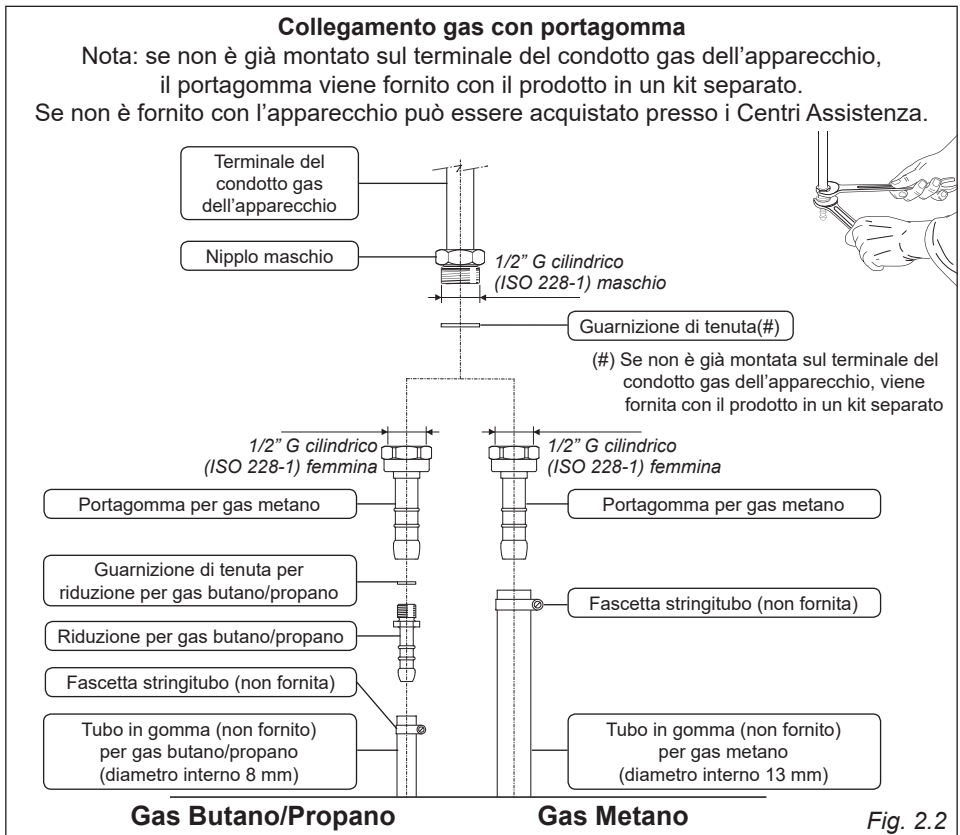 Collegamento gas con portagomma
Nota: se non è già montato sul terminale del condotto gas dell’apparecchio,
il portagomma viene fornito con il prodotto in un kit separato.
Se non è fornito con l’apparecchio può essere acquistato presso i Centri Assistenza.
Terminale del
condotto gas
dell’apparecchio
Nipplo maschio
1/2” G cilindrico
(ISO 228-1) maschio
Guarnizione di tenuta(#)
(#) Se non è già montata sul terminale del
condotto gas dell’apparecchio, viene
fornita con il prodotto in un kit separato
1/2” G cilindrico
(ISO 228-1) femmina
1/2” G cilindrico
(ISO 228-1) femmina
Portagomma per gas metano
Portagomma per gas metano
Guarnizione di tenuta per
riduzione per gas butano/propano
Fascetta stringitubo (non fornita)
Riduzione per gas butano/propano
Fascetta stringitubo (non fornita)
Tubo in gomma (non fornito)
per gas butano/propano
(diametro interno 8 mm)
Tubo in gomma (non fornito)
per gas metano
(diametro interno 13 mm)
Gas Butano/Propano
Gas Metano
Fig. 2.2